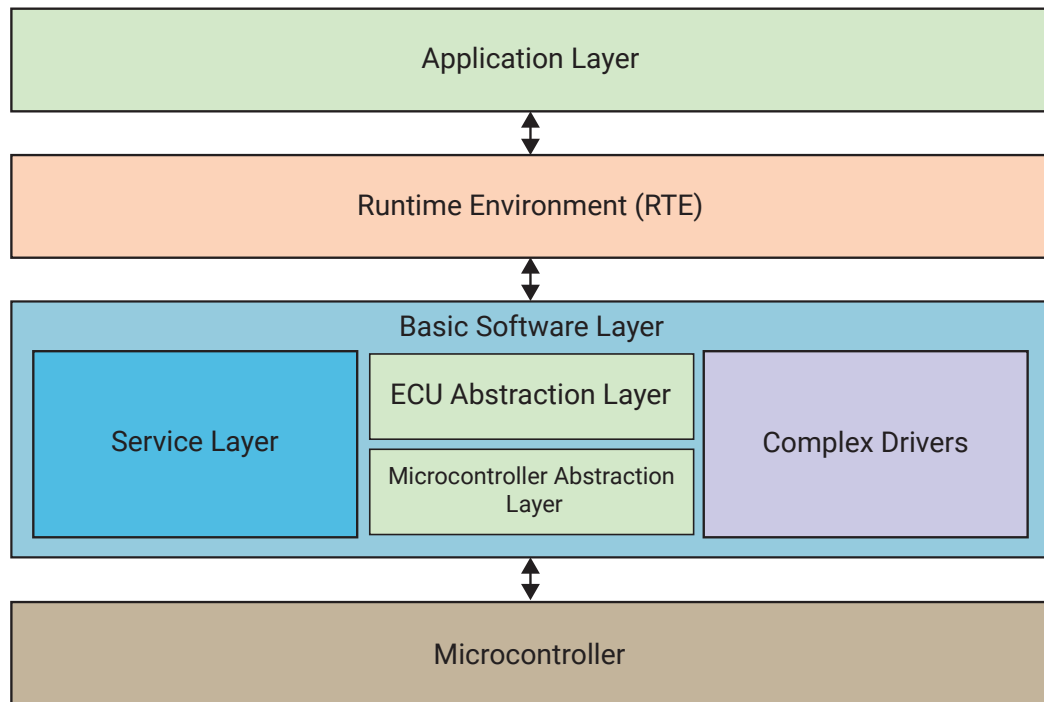 Application Layer
Runtime Environment (RTE)
Basic Software Layer
Service Layer
ECU Abstraction Layer
Microcontroller Abstraction
Layer
Complex Drivers
Microcontroller